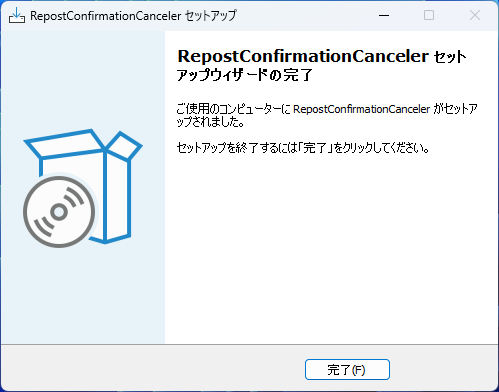 RepostConfirmationCanceler セットアップ
RepostConfirmationCanceler セット
アップウィザードの完了
ご使用のコンピューターに RepostConfirmationCanceler がセットア
ップされました。
セットアップを終了するには「完了」をクリックしてください。
完了(F)